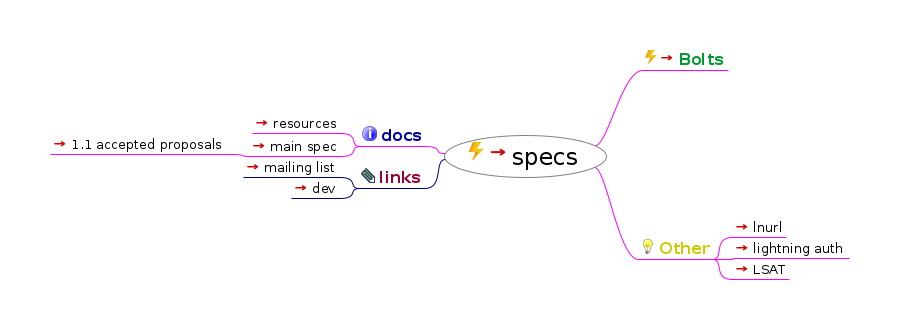 Bolts
resources
docs
main spec
1.1 accepted proposals
specs
mailing list
links
dev
lnurl
Other
lightning auth
LSAT